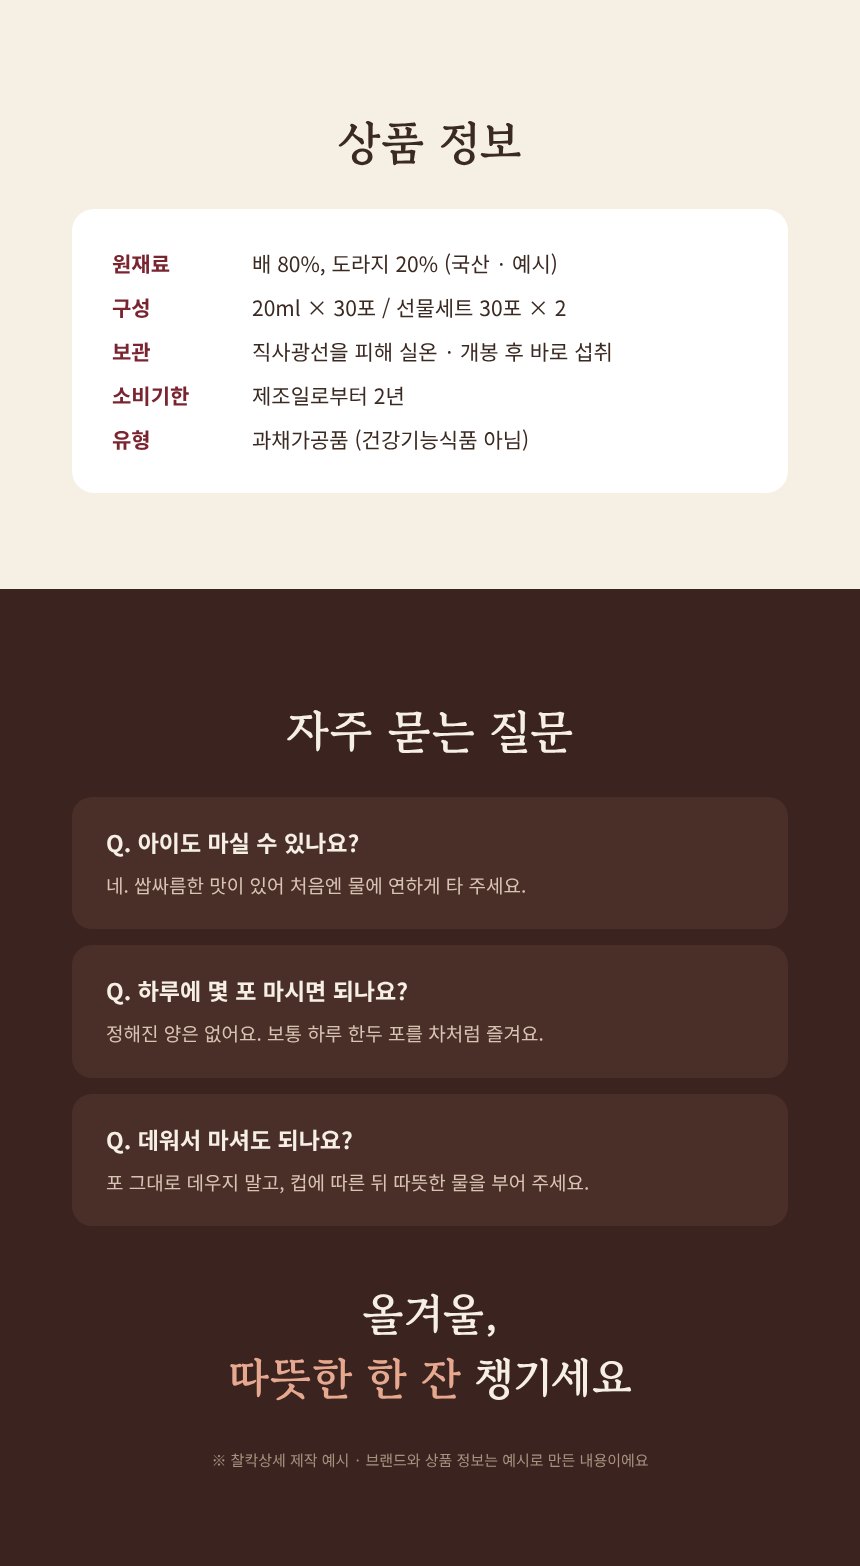 상품 정보
원재료 배 80%, 도라지 20% (국산 · 예시)
구성 20ml × 30포 / 선물세트 30포 × 2
보관 직사광선을 피해 실온 · 개봉 후 바로 섭취
소비기한 제조일로부터 2년
유형 과채가공품 (건강기능식품 아님)
자주 묻는 질문
Q. 아이도 마실 수 있나요?
네. 쌉싸름한 맛이 있어 처음엔 물에 연하게 타 주세요.
Q. 하루에 몇 포 마시면 되나요?
정해진 양은 없어요. 보통 하루 한두 포를 차처럼 즐겨요.
Q. 데워서 마셔도 되나요?
포 그대로 데우지 말고, 컵에 따른 뒤 따뜻한 물을 부어 주세요.
올겨울,
따뜻한 한 잔 챙기세요
※ 찰칵상세 제작 예시 · 브랜드와 상품 정보는 예시로 만든 내용이에요